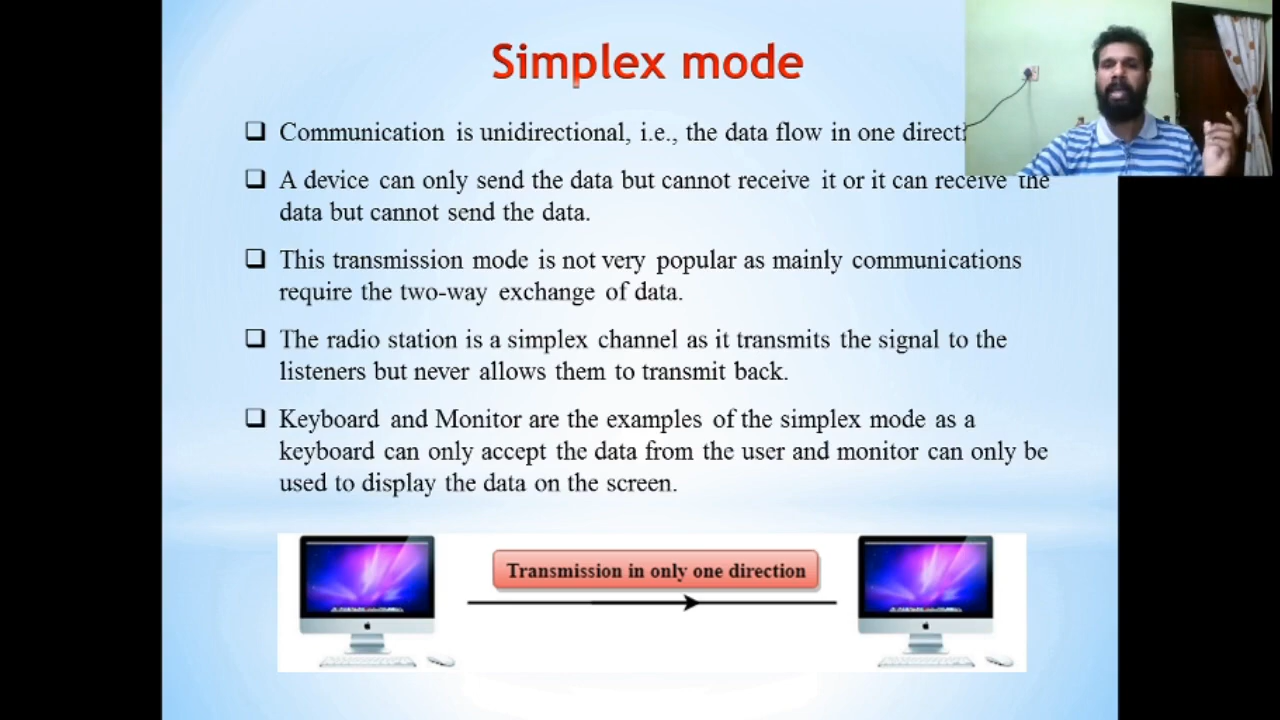 Simplex mode
❑ Communication is unidirectional, i.e., the data flow in one
❑ A device can only send the data but cannot receive it or it can receive the
data but cannot send the data.
❑ This transmission mode is not very popular as mainly communications
require the two-way exchange of data.
❑ The radio station is a simplex channel as it transmits the signal to the
listeners but never allows them to transmit back.
❑ Keyboard and Monitor are the examples of the simplex mode as a
keyboard can only accept the data from the user and monitor can only be
used to display the data on the screen.
Transmission in only one direction